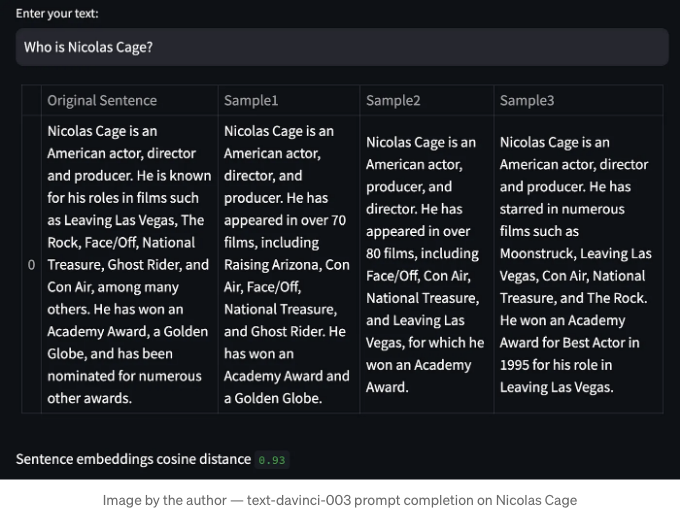 Enter your text:
Who is Nicolas Cage?
Original Sentence
Sample1
Sample2
Sample3
0
Nicolas Cage is an
American actor, director
and producer. He is known
for his roles in films such
as Leaving Las Vegas, The
Rock, Face/Off, National
Treasure, Ghost Rider, and
Con Air, among many
others. He has won an
Academy Award, a Golden
Globe, and has been
nominated for numerous
other awards.
Nicolas Cage is an
American actor,
director, and
producer. He has
appeared in over 70
films, including
Raising Arizona, Con
Air, Face/Off,
National Treasure,
and Ghost Rider. He
has won an
Academy Award and
a Golden Globe.
Nicolas Cage is an
American actor,
producer, and
director. He has
appeared in over
80 films, including
Face/Off, Con Air,
National Treasure,
and Leaving Las
Vegas, for which he
won an Academy
Award.
Nicolas Cage is an
American actor, director
and producer. He has
starred in numerous
films such as
Moonstruck, Leaving Las
Vegas, Con Air, National
Treasure, and The Rock.
He won an Academy
Award for Best Actor in
1995 for his role in
Leaving Las Vegas.
Sentence embeddings cosine distance 0.93
Image by the author — text-davinci-003 prompt completion on Nicolas Cage